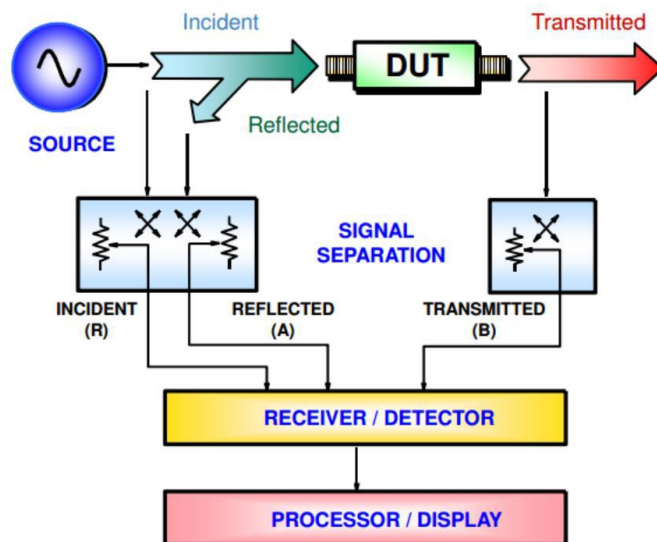 Incident
Transmitted
DUT
Reflected
SOURCE
SIGNAL
SEPARATION
INCIDENT
(R)
REFLECTED
(A)
TRANSMITTED
(B)
RECEIVER / DETECTOR
PROCESSOR / DISPLAY